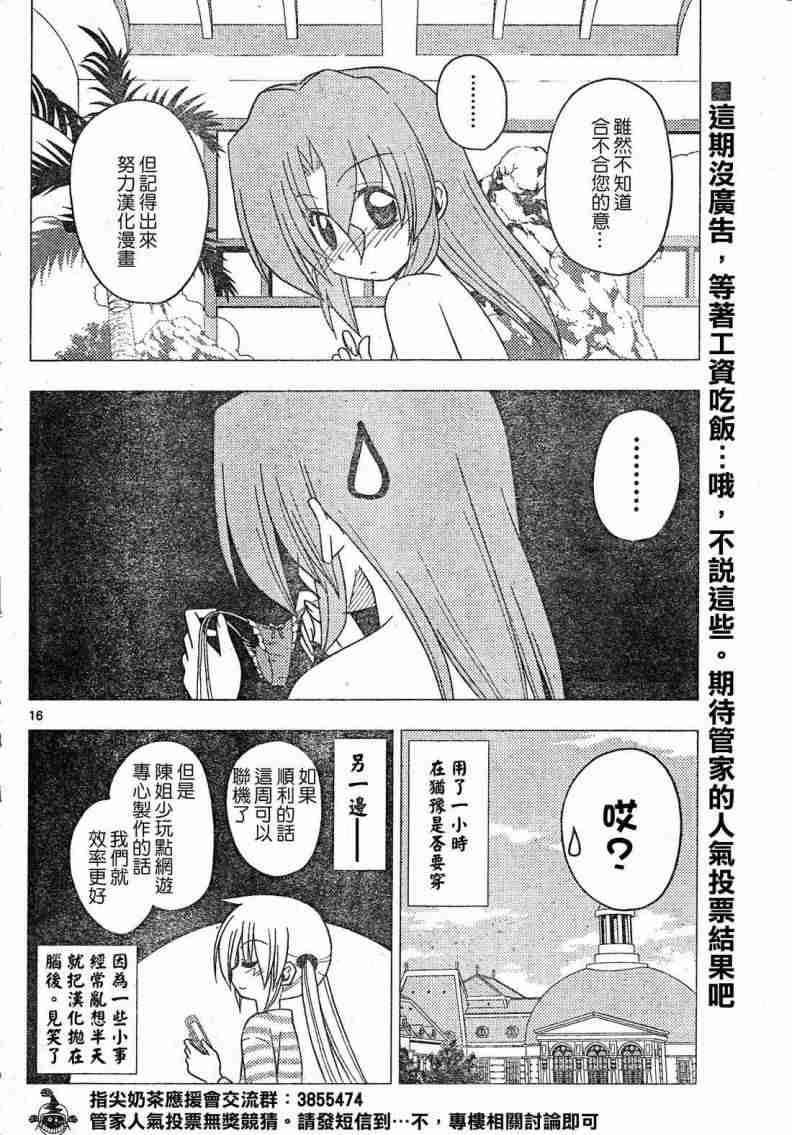 ■這期沒廣告，等著工資吃飯…哦，不說這些。期待管家的人氣投票結果吧
雖然不知道
合不合您的意…
………
但記得出來
努力漢化漫畫
………
16
哎？
用了一小時
在猶豫是否要穿
另一邊——
如果
順利的話
這周可以
聯機了
但是
陳姐少玩點網遊
專心製作的話
我們就
效率更好
因為一些小事
經常亂想半天
就把漢化拋在
腦後。見笑了
指尖奶茶應援會交流群：3855474
管家人氣投票無獎競猜。請發短信到…不，專樓相關討論即可